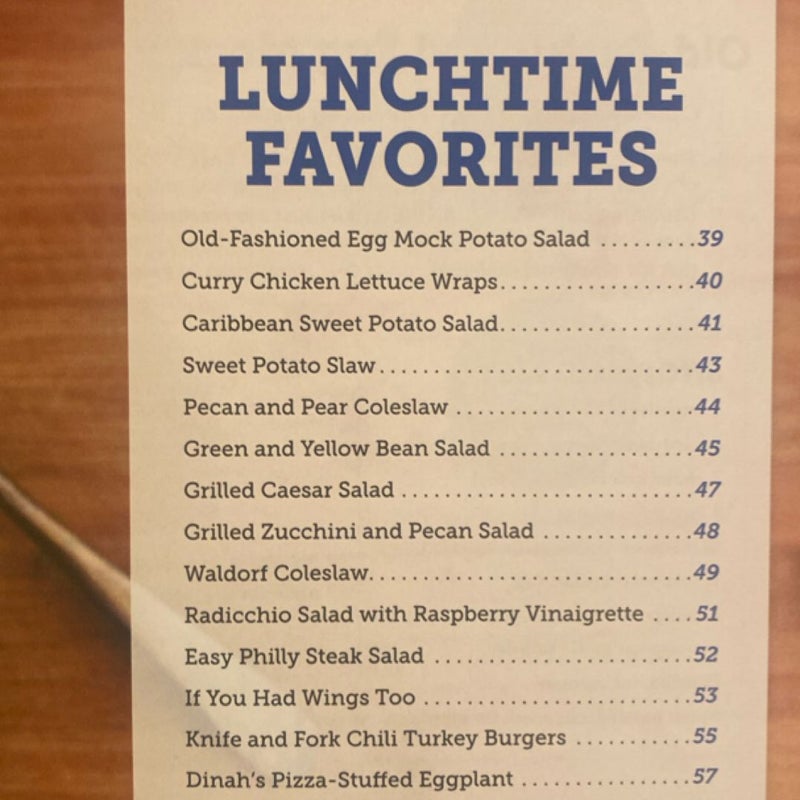 LUNCHTIME
FAVORITES
Old-Fashioned Egg Mock Potato Salad .........39
Curry Chicken Lettuce Wraps..................40
Caribbean Sweet Potato Salad..................41
Sweet Potato Slaw.............................43
Pecan and Pear Coleslaw ......................44
Green and Yellow Bean Salad ..................45
Grilled Caesar Salad ...........................47
Grilled Zucchini and Pecan Salad ..............48
Waldorf Coleslaw..............................49
Radicchio Salad with Raspberry Vinaigrette ....51
Easy Philly Steak Salad ........................52
If You Had Wings Too .........................53
Knife and Fork Chili Turkey Burgers ...........55
Dinah's Pizza-Stuffed Eggplant ................57